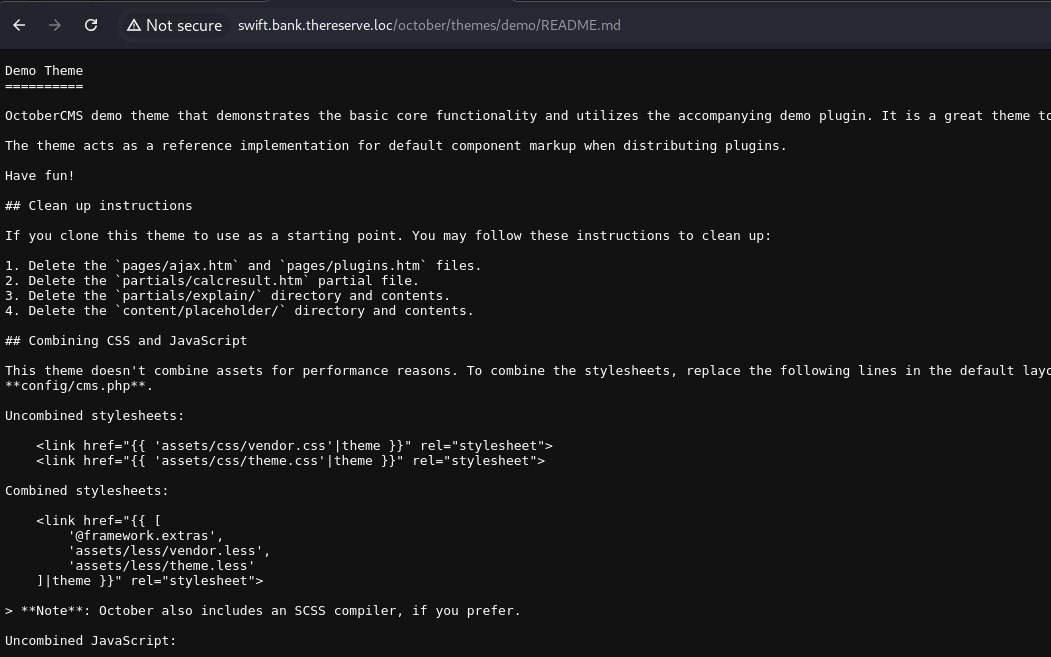 Not secure swift.bank.thereserve.loc/october/themes/demo/README.md
Demo Theme
==========
OctoberCMS demo theme that demonstrates the basic core functionality and utilizes the accompanying demo plugin. It is a great theme to
The theme acts as a reference implementation for default component markup when distributing plugins.
Have fun!
## Clean up instructions
If you clone this theme to use as a starting point. You may follow these instructions to clean up:
1. Delete the `pages/ajax.htm` and `pages/plugins.htm` files.
2. Delete the `partials/calcresult.htm` partial file.
3. Delete the `partials/explain/` directory and contents.
4. Delete the `content/placeholder/` directory and contents.
## Combining CSS and JavaScript
This theme doesn't combine assets for performance reasons. To combine the stylesheets, replace the following lines in the default
**config/cms.php**.
Uncombined stylesheets:
<link href="{{ 'assets/css/vendor.css'|theme }}" rel="stylesheet">
<link href="{{ 'assets/css/theme.css'|theme }}" rel="stylesheet">
Combined stylesheets:
<link href="{{ [
'@framework.extras',
'assets/less/vendor.less',
'assets/less/theme.less'
]|theme }}" rel="stylesheet">
> **Note**: October also includes an SCSS compiler, if you prefer.
Uncombined JavaScript: